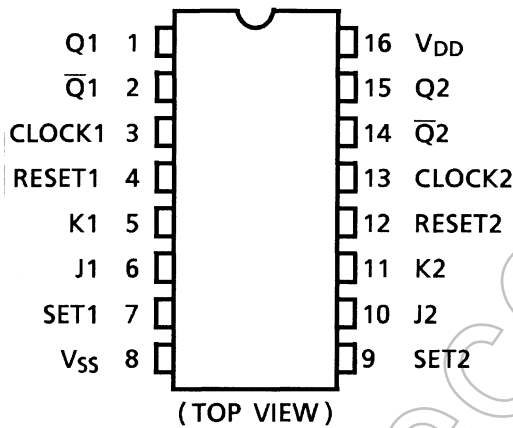 Q1 1 16 VDD
Q̅1 2 15 Q2
CLOCK1 3 14 Q̅2
RESET1 4 13 CLOCK2
K1 5 12 RESET2
J1 6 11 K2
SET1 7 10 J2
VSS 8 9 SET2
(TOP VIEW)